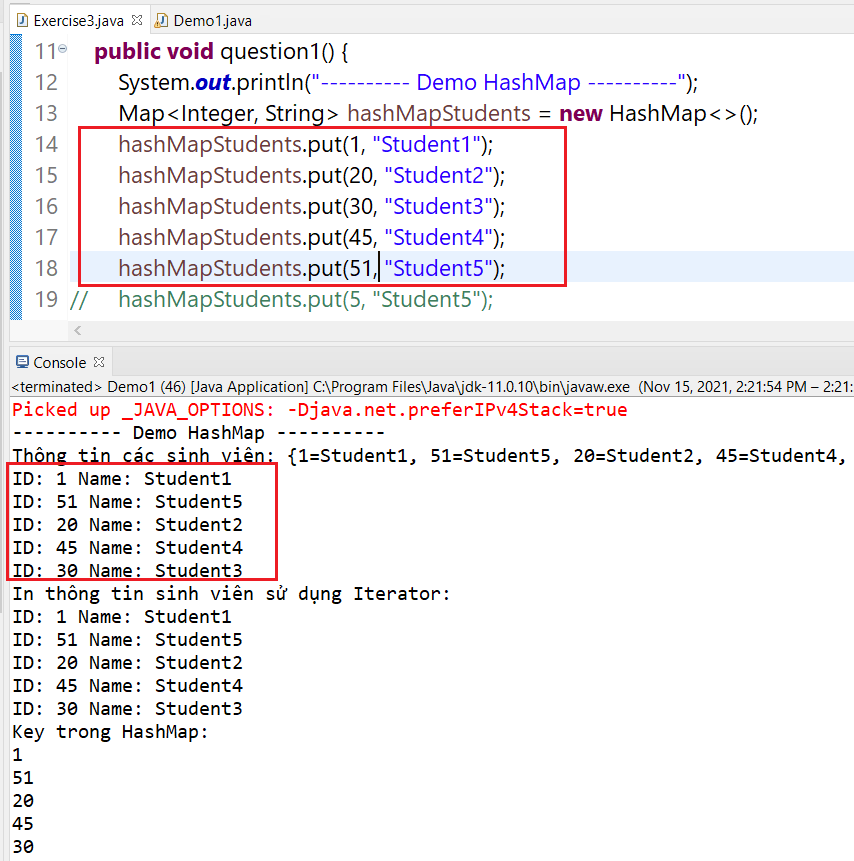 Exercise3.java Demo1.java
11 public void question1() {
12 System.out.println("---------- Demo HashMap ----------");
13 Map<Integer, String> hashMapStudents = new HashMap<>();
14 hashMapStudents.put(1, "Student1");
15 hashMapStudents.put(20, "Student2");
16 hashMapStudents.put(30, "Student3");
17 hashMapStudents.put(45, "Student4");
18 hashMapStudents.put(51, "Student5");
19 // hashMapStudents.put(5, "Student5");
Console
<terminated> Demo1 (46) [Java Application] C:\Program Files\Java\jdk-11.0.10\bin\javaw.exe (Nov 15, 2021, 2:21:54 PM – 2:21:
Picked up _JAVA_OPTIONS: -Djava.net.preferIPv4Stack=true
---------- Demo HashMap ----------
Thông tin các sinh viên: {1=Student1, 51=Student5, 20=Student2, 45=Student4,
ID: 1 Name: Student1
ID: 51 Name: Student5
ID: 20 Name: Student2
ID: 45 Name: Student4
ID: 30 Name: Student3
In thông tin sinh viên sử dụng Iterator:
ID: 1 Name: Student1
ID: 51 Name: Student5
ID: 20 Name: Student2
ID: 45 Name: Student4
ID: 30 Name: Student3
Key trong HashMap:
1
51
20
45
30